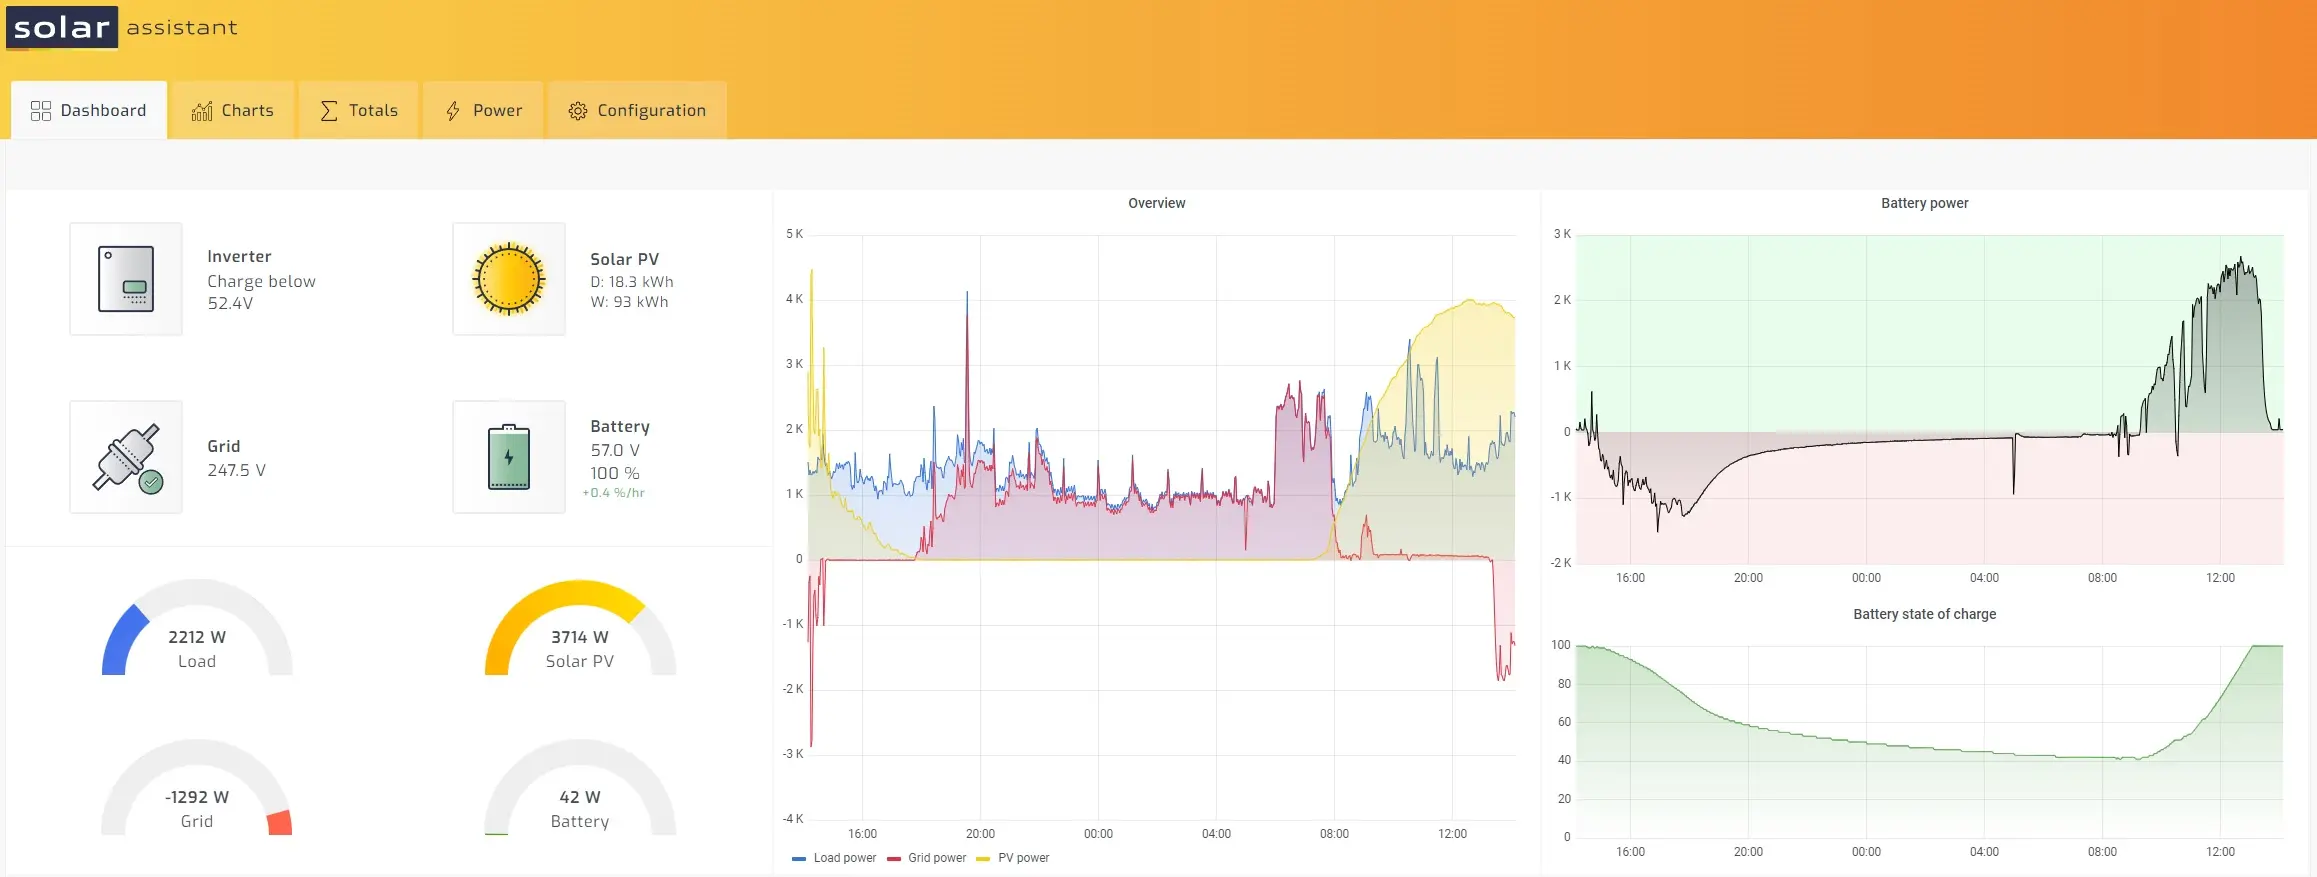 solar assistant
Dashboard
Charts
Totals
Power
Configuration
Inverter
Charge below
52.4V
Solar PV
D: 18.3 kWh
W: 93 kWh
Grid
247.5 V
Battery
57.0 V
100 %
+0.4 %/hr
2212 W
Load
3714 W
Solar PV
-1292 W
Grid
42 W
Battery
Overview
5 K
4 K
3 K
2 K
1 K
0
-1 K
-2 K
-3 K
-4 K
16:00 20:00 00:00 04:00 08:00 12:00
Load power Grid power PV power
Battery power
3 K
2 K
1 K
0
-1 K
-2 K
16:00 20:00 00:00 04:00 08:00 12:00
Battery state of charge
100
80
60
40
20
0
16:00 20:00 00:00 04:00 08:00 12:00